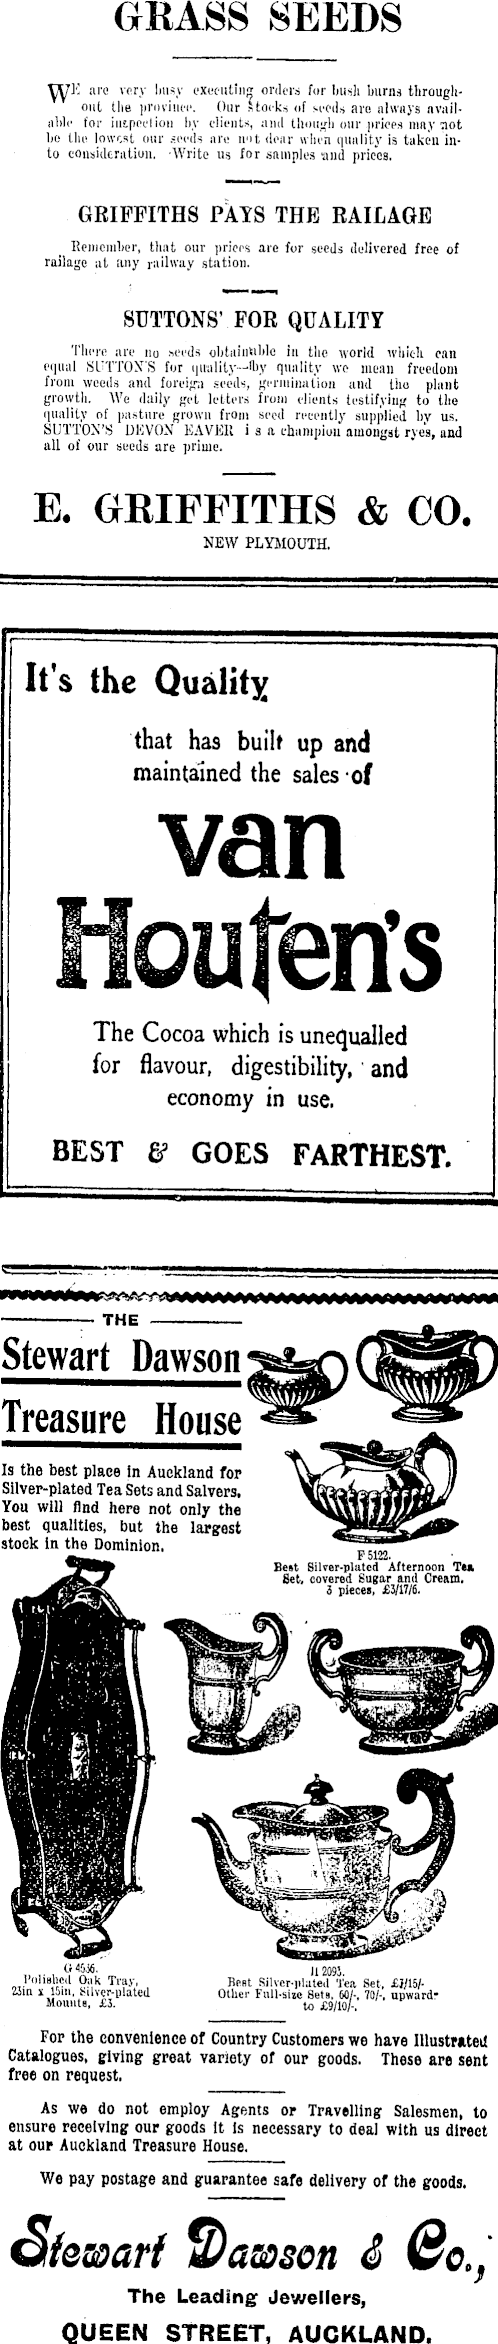 GRASS SEEDS
WE are very busy executing orders for bush burns through-
out the province. Our Stocks of seeds are always avail-
able for inspection by clients, and though our prices may not
be the lowest our seeds are not dear when quality is taken in-
to consideration. Write us for samples and prices.
GRIFFITHS PAYS THE RAILAGE
Remember, that our prices are for seeds delivered free of
railage at any railway station.
SUTTONS' FOR QUALITY
There are no seeds obtainable in the world which can
equal SUTTON'S for quality—by quality we mean freedom
from weeds and foreign seeds, germination and the plant
growth. We daily get letters from clients testifying to the
quality of pasture grown from seed recently supplied by us.
SUTTON'S DEVON EAVER i s a champion amongst ryes, and
all of our seeds are prime.
E. GRIFFITHS & CO.
NEW PLYMOUTH.
It's the Quality
that has built up and
maintained the sales of
van
Houten's
The Cocoa which is unequalled
for flavour, digestibility, and
economy in use.
BEST & GOES FARTHEST.
THE
Stewart Dawson
Treasure House
Is the best place in Auckland for
Silver-plated Tea Sets and Salvers.
You will find here not only the
best qualities, but the largest
stock in the Dominion.
F 5122.
Best Silver-plated Afternoon Tea
Set, covered Sugar and Cream.
3 pieces, £3/17/6.
G 4536.
Polished Oak Tray,
23in x 15in, Silver-plated
Mounts, £3.
H 2093.
Best Silver-plated Tea Set,
Other Full-size Sets, 60/-, 70/-, upwards
to £9/10/-.
For the convenience of Country Customers we have Illustrated
Catalogues, giving great variety of our goods. These are sent
free on request.
As we do not employ Agents or Travelling Salesmen, to
ensure receiving our goods it is necessary to deal with us direct
at our Auckland Treasure House.
We pay postage and guarantee safe delivery of the goods.
Stewart Dawson & Co.,
The Leading Jewellers,
QUEEN STREET, AUCKLAND.